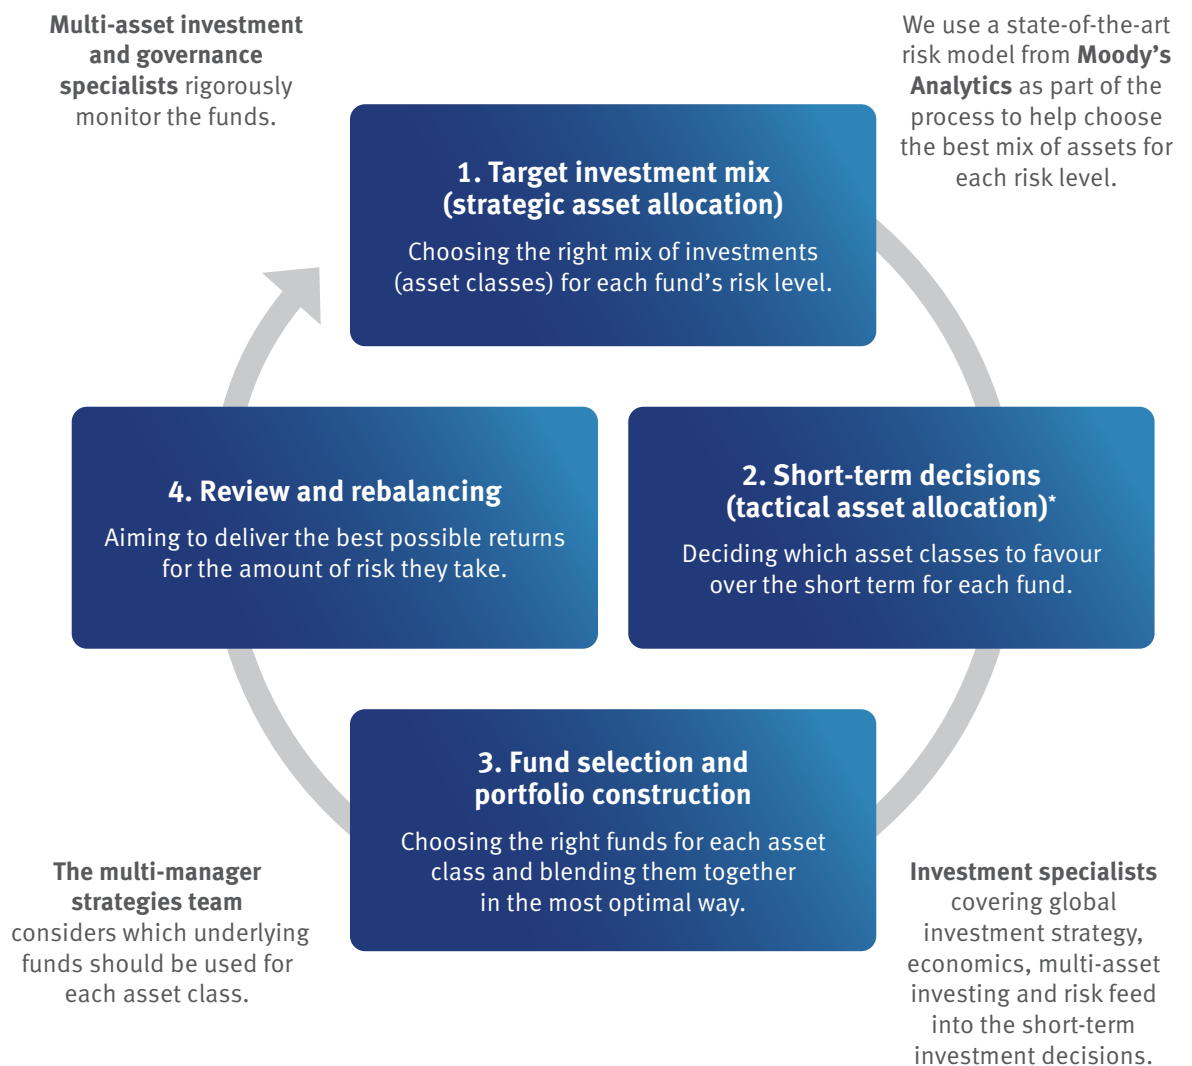 Multi-asset investment
and governance
specialists rigorously
monitor the funds.
We use a state-of-the-art
risk model from Moody’s
Analytics as part of the
process to help choose
the best mix of assets for
each risk level.
1. Target investment mix
(strategic asset allocation)
Choosing the right mix of investments
(asset classes) for each fund’s risk level.
2. Short-term decisions
(tactical asset allocation)*
Deciding which asset classes to favour
over the short term for each fund.
4. Review and rebalancing
Aiming to deliver the best possible returns
for the amount of risk they take.
3. Fund selection and
portfolio construction
Choosing the right funds for each asset
class and blending them together
in the most optimal way.
The multi-manager
strategies team
considers which underlying
funds should be used for
each asset class.
Investment specialists
covering global
investment strategy,
economics, multi-asset
investing and risk feed
into the short-term
investment decisions.